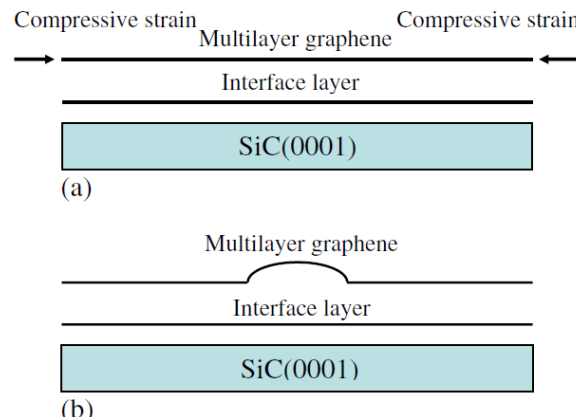 Compressive strain
Compressive strain
Multilayer graphene
Interface layer
SiC(0001)
(a)
Multilayer graphene
Interface layer
SiC(0001)
(b)